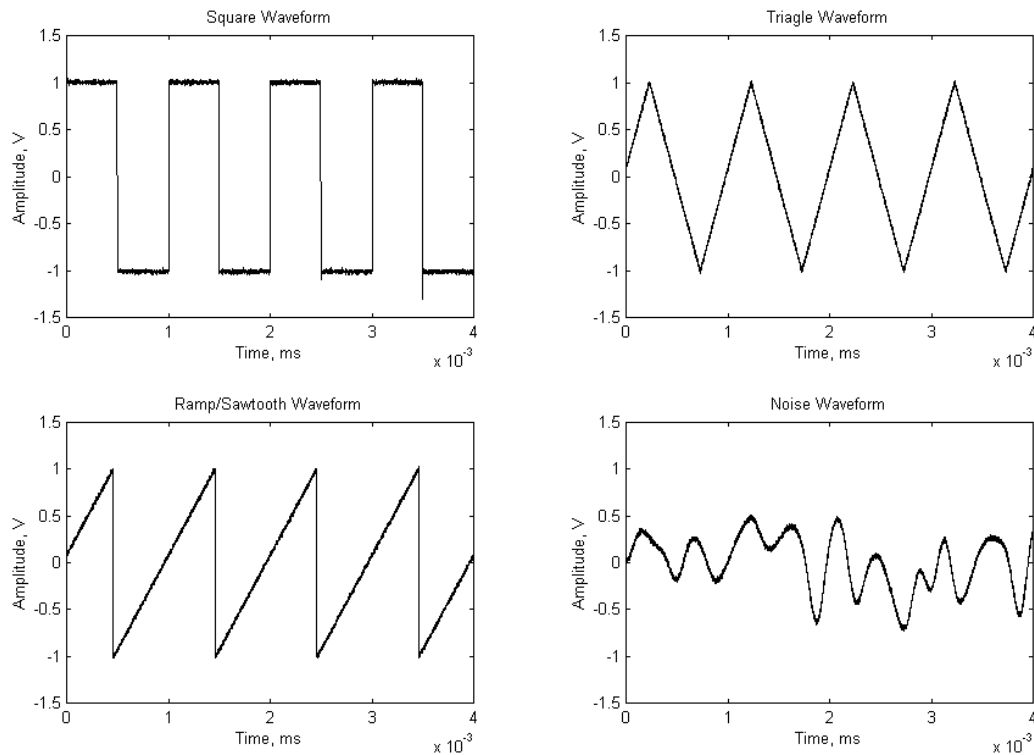 Square Waveform
1.5
1
0.5
0
-0.5
-1
-1.5
Amplitude, V
0 1 2 3 4
Time, ms
x 10-3
Triagle Waveform
1.5
1
0.5
0
-0.5
-1
-1.5
Amplitude, V
0 1 2 3 4
Time, ms
x 10-3
Ramp/Sawtooth Waveform
1.5
1
0.5
0
-0.5
-1
-1.5
Amplitude, V
0 1 2 3 4
Time, ms
x 10-3
Noise Waveform
1.5
1
0.5
0
-0.5
-1
-1.5
Amplitude, V
0 1 2 3 4
Time, ms
x 10-3